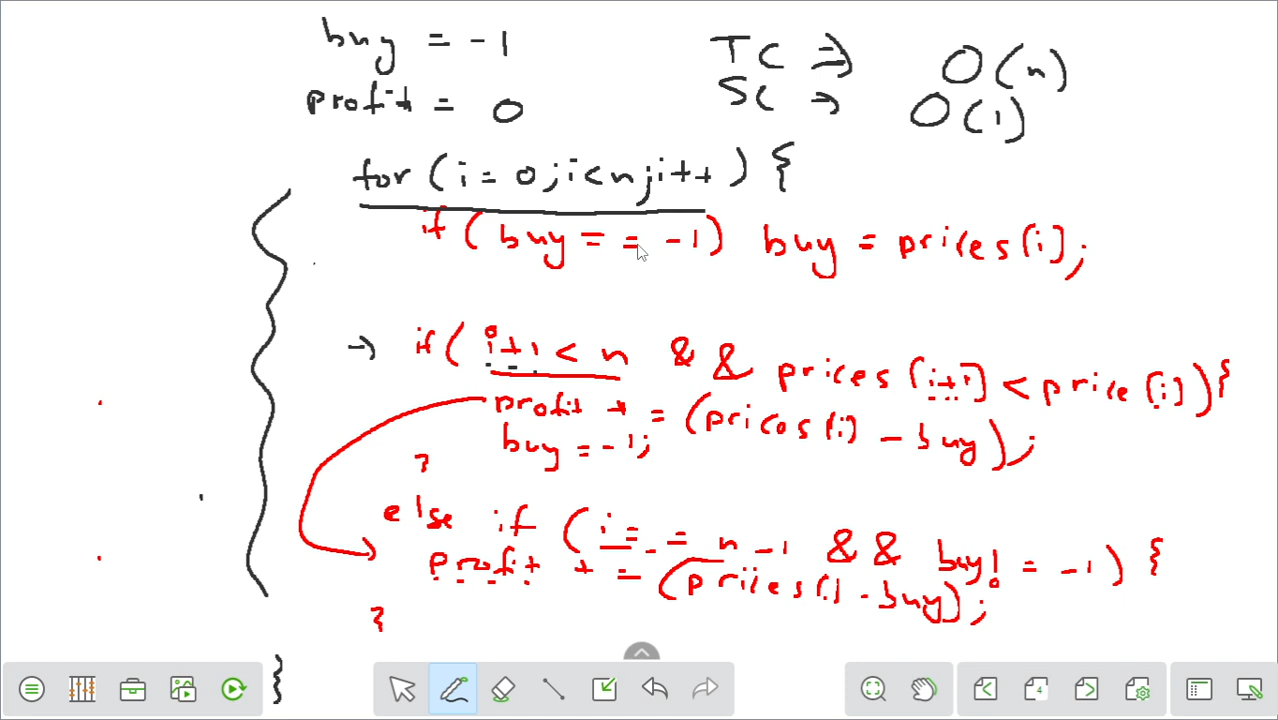 buy = -1
profit = 0
TC ⇒ O(n)
SC → O(1)
for (i = 0; i < n; i++) {
if (buy == -1) buy = prices[i];
→ if (i+1 < n && prices[i+1] < price[i]) {
profit += (prices[i] - buy);
buy = -1;
}
else if (i == n-1 && buy != -1) {
profit += (prices[i] - buy);
}
}
4